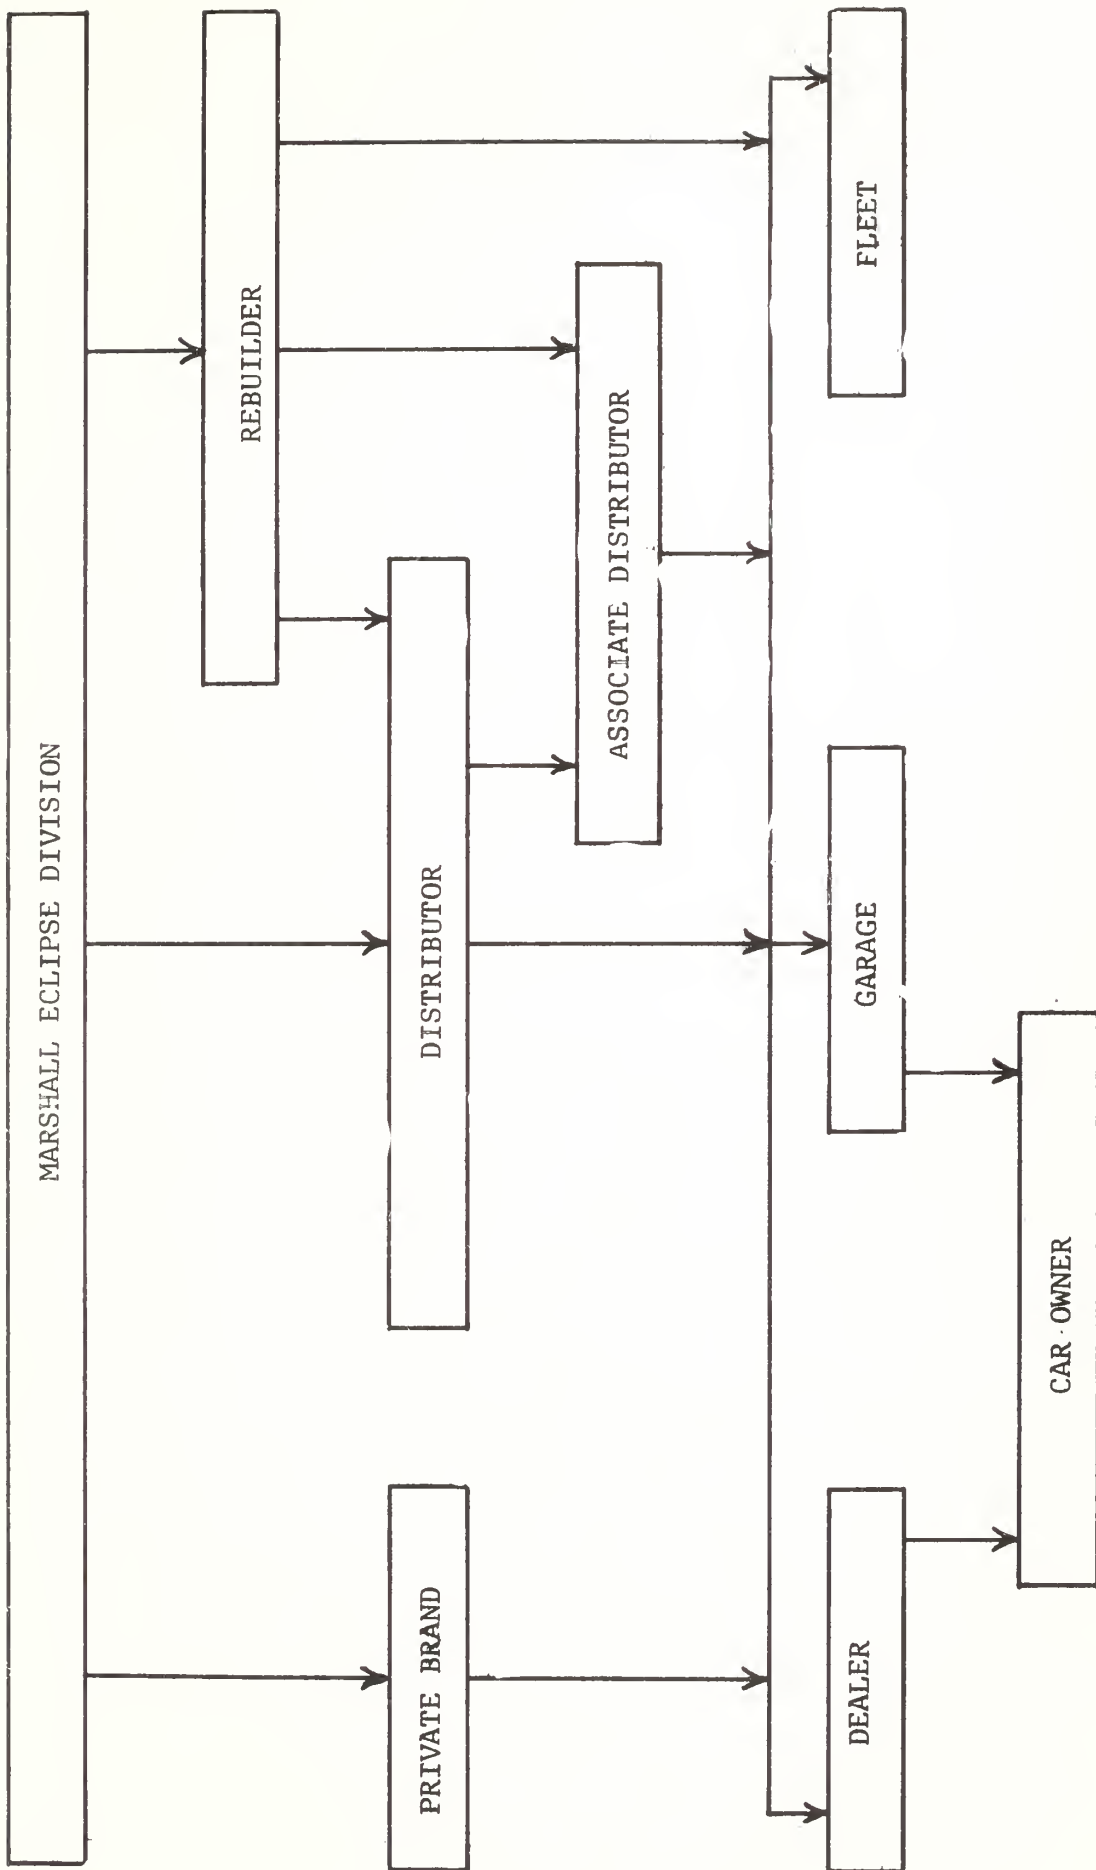 MARSHALL ECLIPSE DIVISION
REBUILDER
PRIVATE BRAND
DISTRIBUTOR
ASSOCIATE DISTRIBUTOR
DEALER
GARAGE
FLEET
CAR OWNER